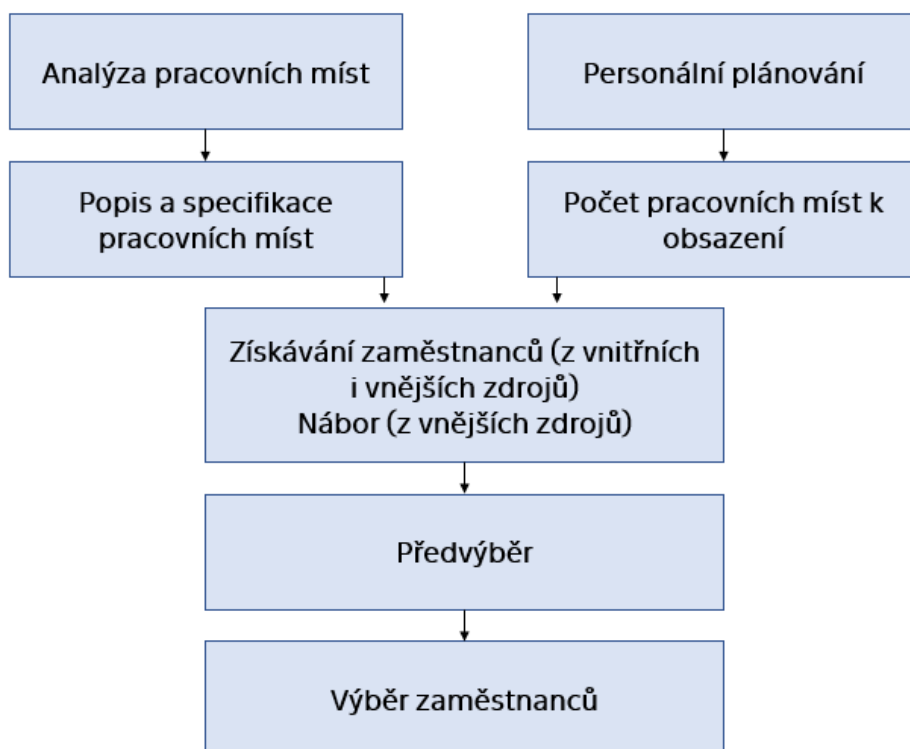 Analýza pracovních míst
Personální plánování
Popis a specifikace
pracovních míst
Počet pracovních míst k
obsazení
Získávání zaměstnanců (z vnitřních
i vnějších zdrojů)
Nábor (z vnějších zdrojů)
Předvýběr
Výběr zaměstnanců